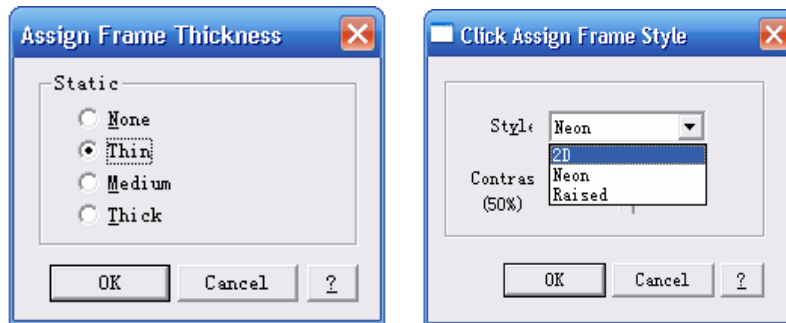 Assign Frame Thickness
Static
None
Thin
Medium
Thick
OK Cancel ?
Click Assign Frame Style
Style Neon
2D
Neon
Raised
Contras
(50%)
OK Cancel ?